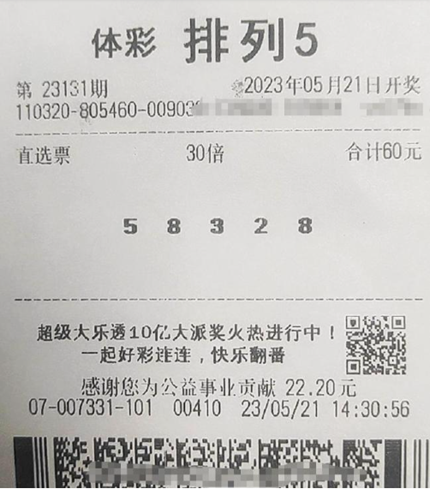 体彩 排列5
第 23131期 2023年05月21日开奖
110320-805460-00903
直选票 30倍 合计60元
5 8 3 2 8
超级大乐透10亿大派奖火热进行中！
一起好彩连连，快乐翻番
感谢您为公益事业贡献 22.20元
07-007331-101 00410 23/05/21 14:30:56